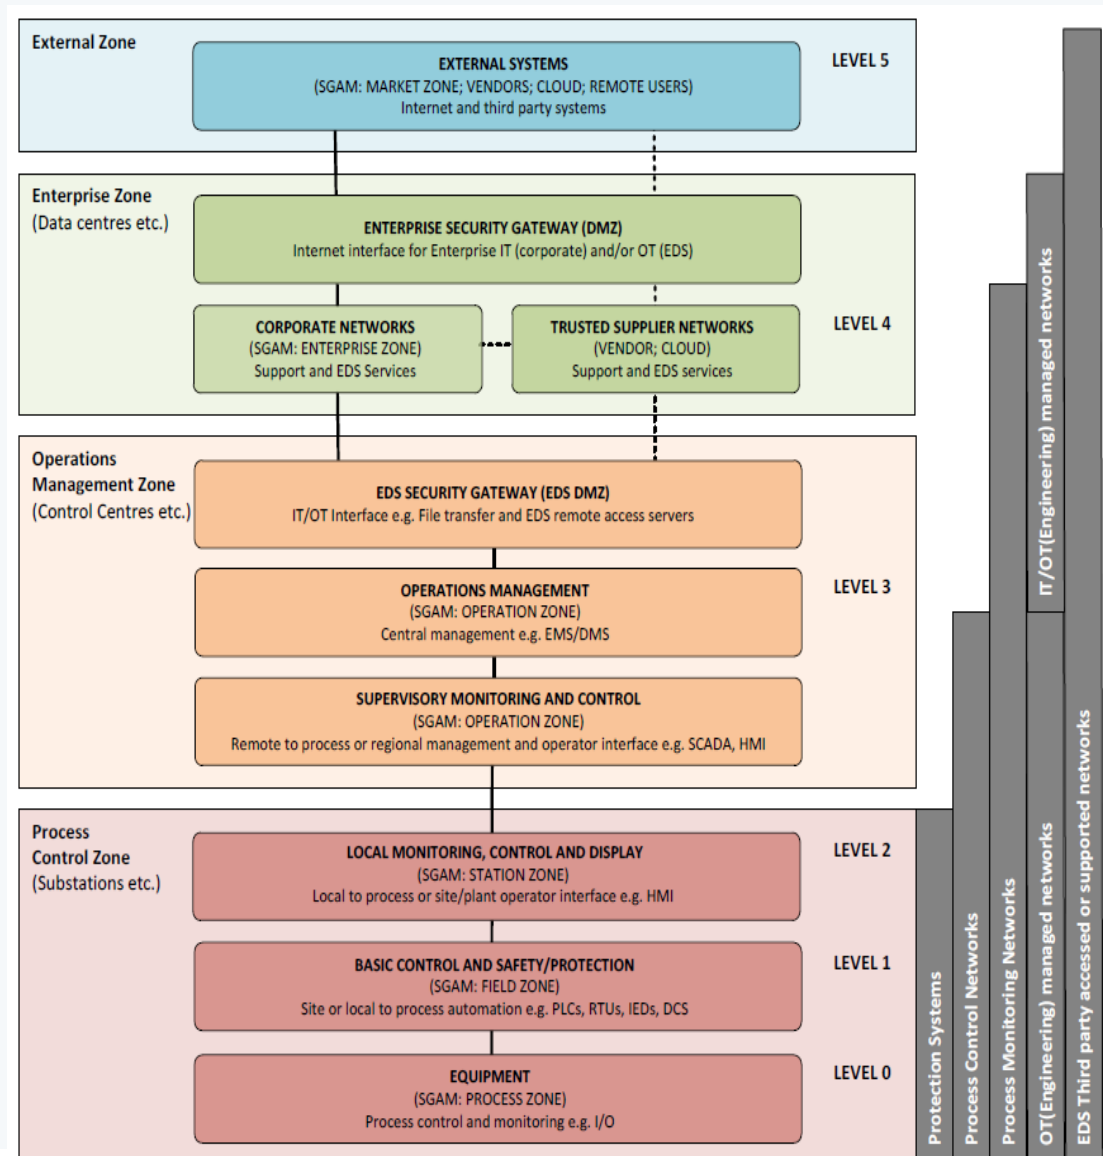 External Zone
EXTERNAL SYSTEMS
(SGAM: MARKET ZONE; VENDORS; CLOUD; REMOTE USERS)
Internet and third party systems
LEVEL 5
Enterprise Zone
(Data centres etc.)
ENTERPRISE SECURITY GATEWAY (DMZ)
Internet interface for Enterprise IT (corporate) and/or OT (EDS)
CORPORATE NETWORKS
(SGAM: ENTERPRISE ZONE)
Support and EDS Services
TRUSTED SUPPLIER NETWORKS
(VENDOR; CLOUD)
Support and EDS services
LEVEL 4
Operations
Management Zone
(Control Centres etc.)
EDS SECURITY GATEWAY (EDS DMZ)
IT/OT Interface e.g. File transfer and EDS remote access servers
OPERATIONS MANAGEMENT
(SGAM: OPERATION ZONE)
Central management e.g. EMS/DMS
LEVEL 3
SUPERVISORY MONITORING AND CONTROL
(SGAM: OPERATION ZONE)
Remote to process or regional management and operator interface e.g. SCADA, HMI
Process
Control Zone
(Substations etc.)
LOCAL MONITORING, CONTROL AND DISPLAY
(SGAM: STATION ZONE)
Local to process or site/plant operator interface e.g. HMI
LEVEL 2
BASIC CONTROL AND SAFETY/PROTECTION
(SGAM: FIELD ZONE)
Site or local to process automation e.g. PLCs, RTUs, IEDs, DCS
LEVEL 1
EQUIPMENT
(SGAM: PROCESS ZONE)
Process control and monitoring e.g. I/O
LEVEL 0
Protection Systems
Process Control Networks
Process Monitoring Networks
OT(Engineering) managed networks
IT/OT(Engineering) managed networks
EDS Third party accessed or supported networks